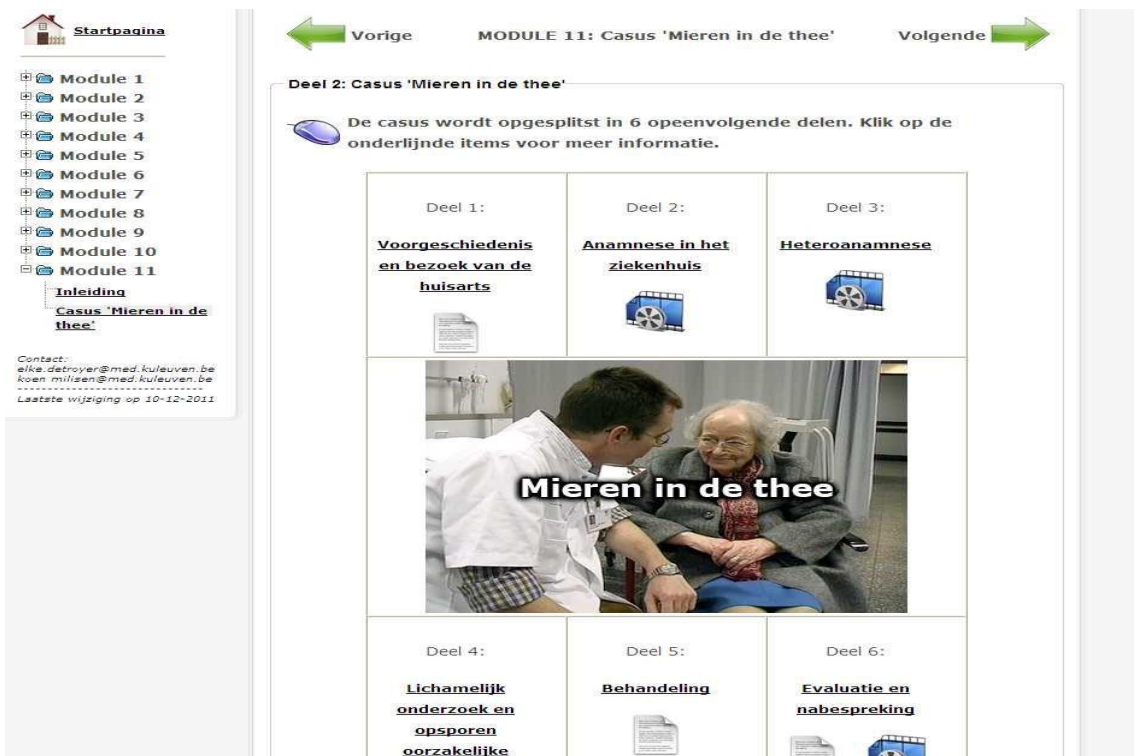 Startpagina
Module 1
Module 2
Module 3
Module 4
Module 5
Module 6
Module 7
Module 8
Module 9
Module 10
Module 11
Inleiding
Casus 'Mieren in de
thee'
Contact:
elke.detroyer@med.kuleuven.be
koen milisen@med.kuleuven.be
--------------------------------
Laatste wijziging op 10-12-2011
Vorige
MODULE 11: Casus 'Mieren in de thee'
Volgende
Deel 2: Casus 'Mieren in de thee'
De casus wordt opgesplitst in 6 opeenvolgende delen. Klik op de
onderlijnde items voor meer informatie.
Deel 1:
Voorgeschiedenis
en bezoek van de
huisarts
Deel 2:
Anamnese in het
ziekenhuis
Deel 3:
Heteroanamnese
Mieren in de thee
Deel 4:
Lichamelijk
onderzoek en
opsporen
oorzakelijke
Deel 5:
Behandeling
Deel 6:
Evaluatie en
nabespreking